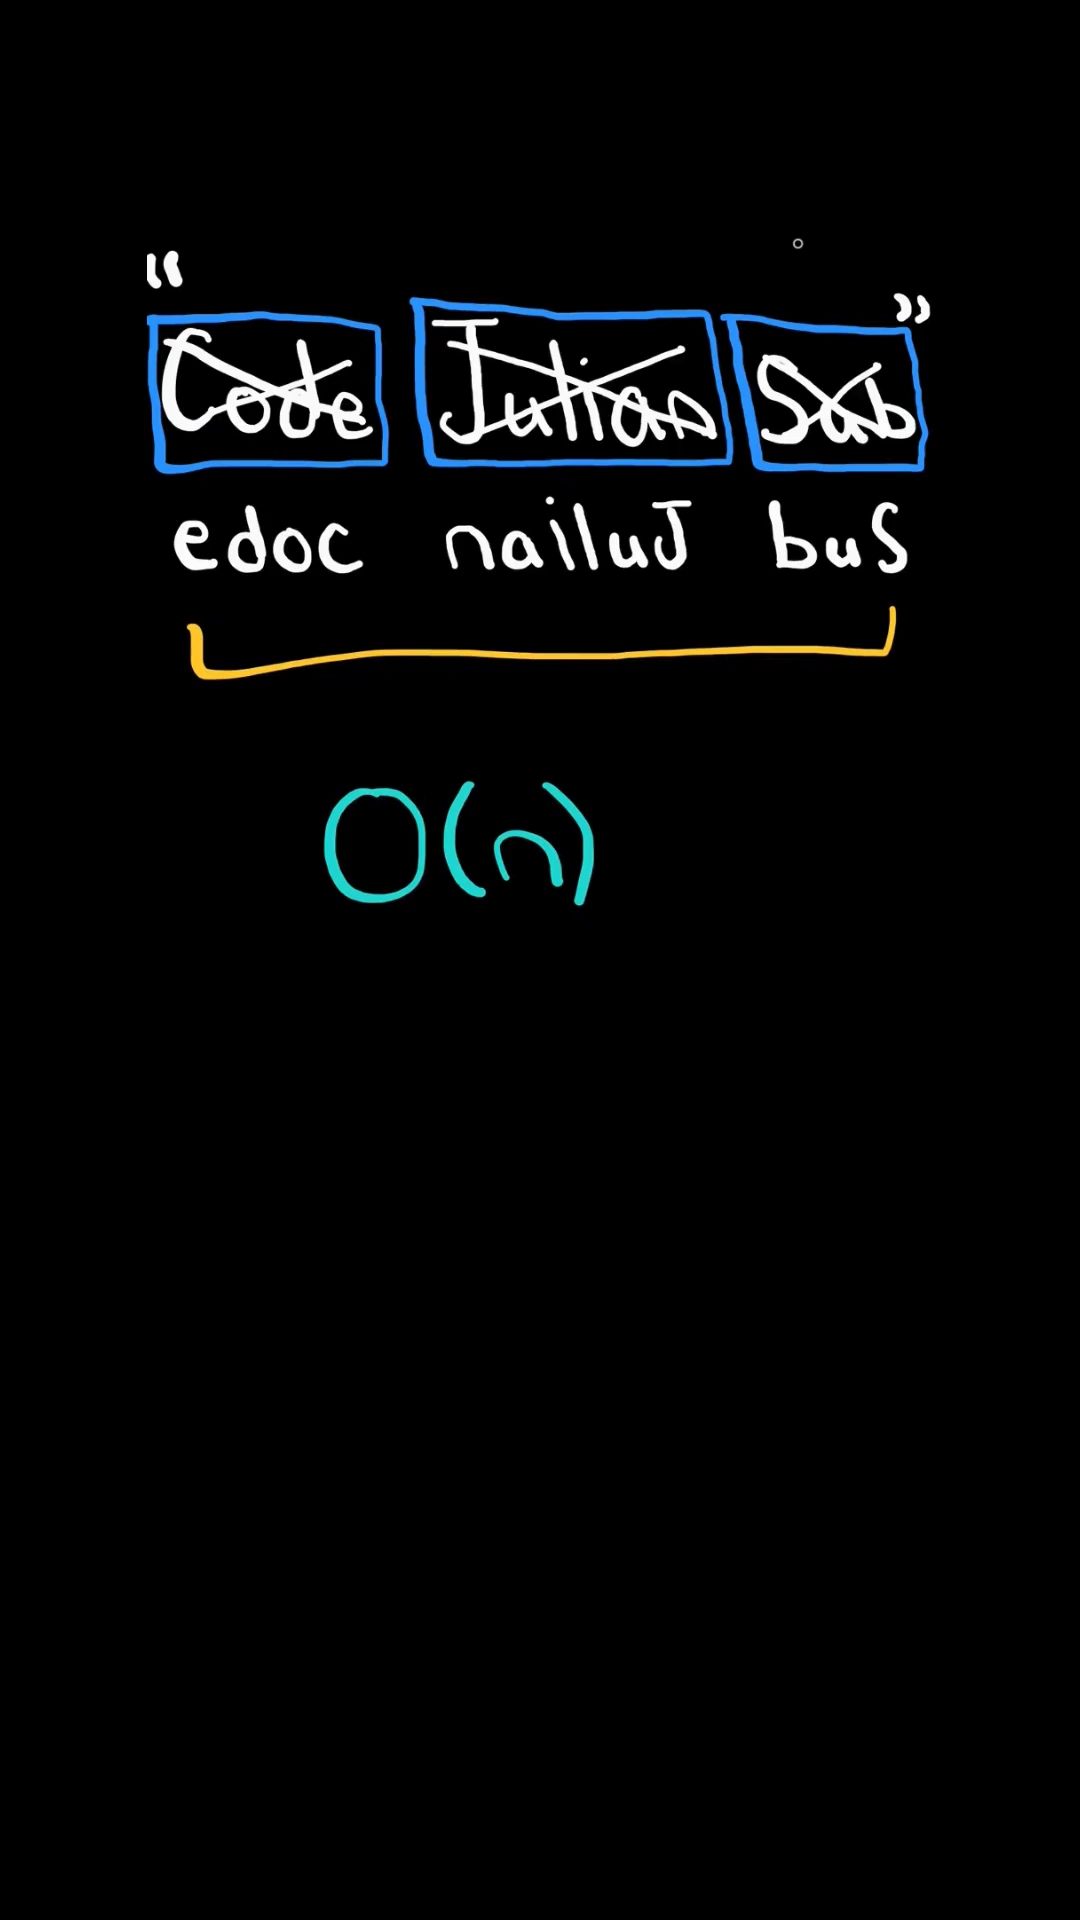 “ Code Julian Sub ”
edoc nailuJ buS
O(n)